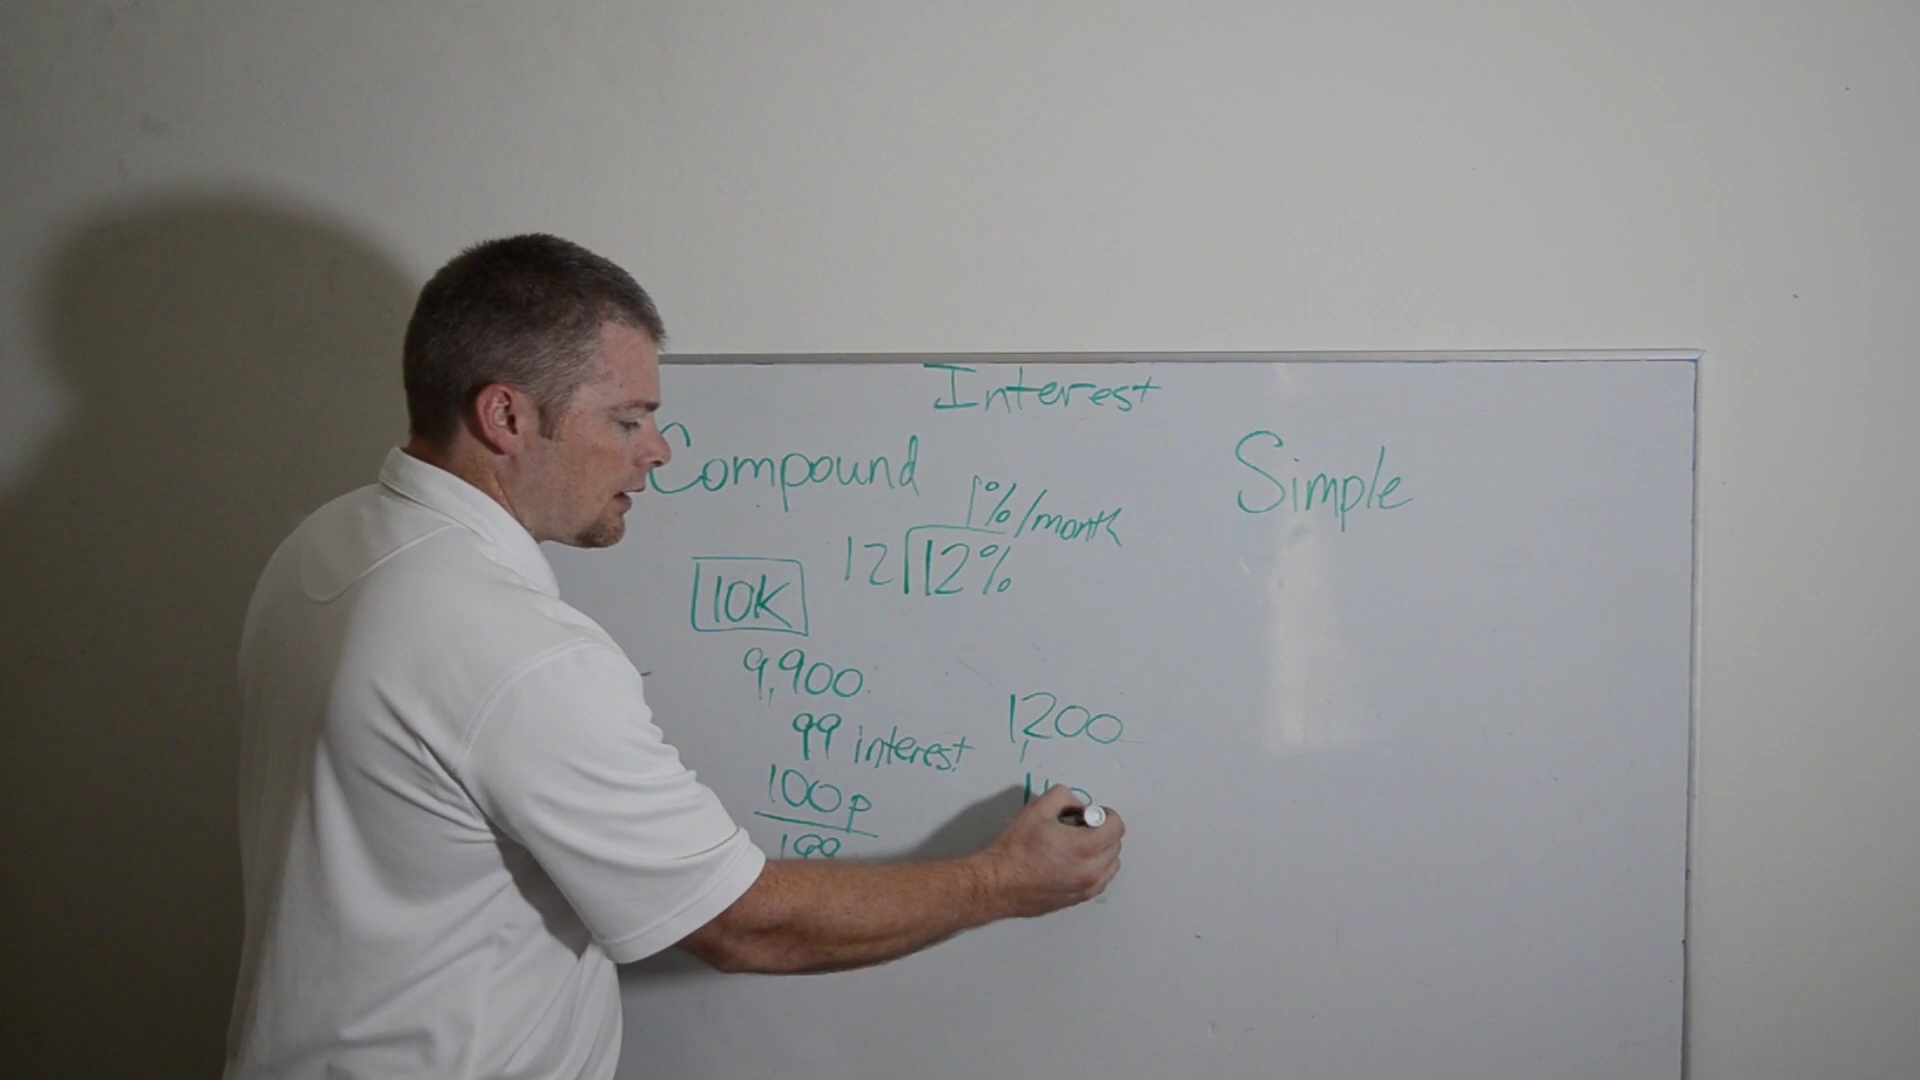 Interest
Compound
Simple
1%/month
12 12%
10K
9,900
99 interest
100p
1200